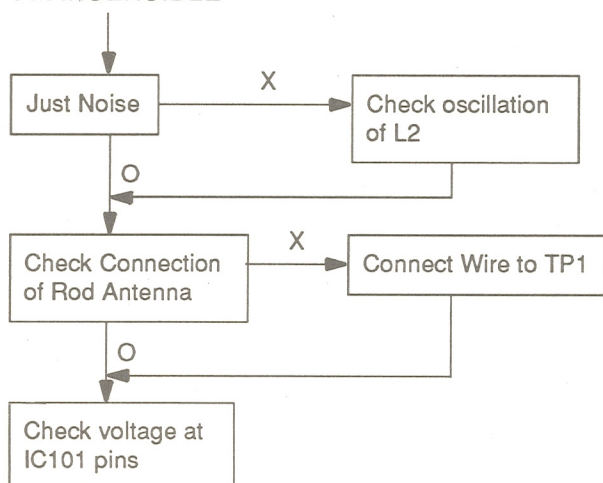 Just Noise
X
Check oscillation
of L2
O
Check Connection
of Rod Antenna
X
Connect Wire to TP1
O
Check voltage at
IC101 pins